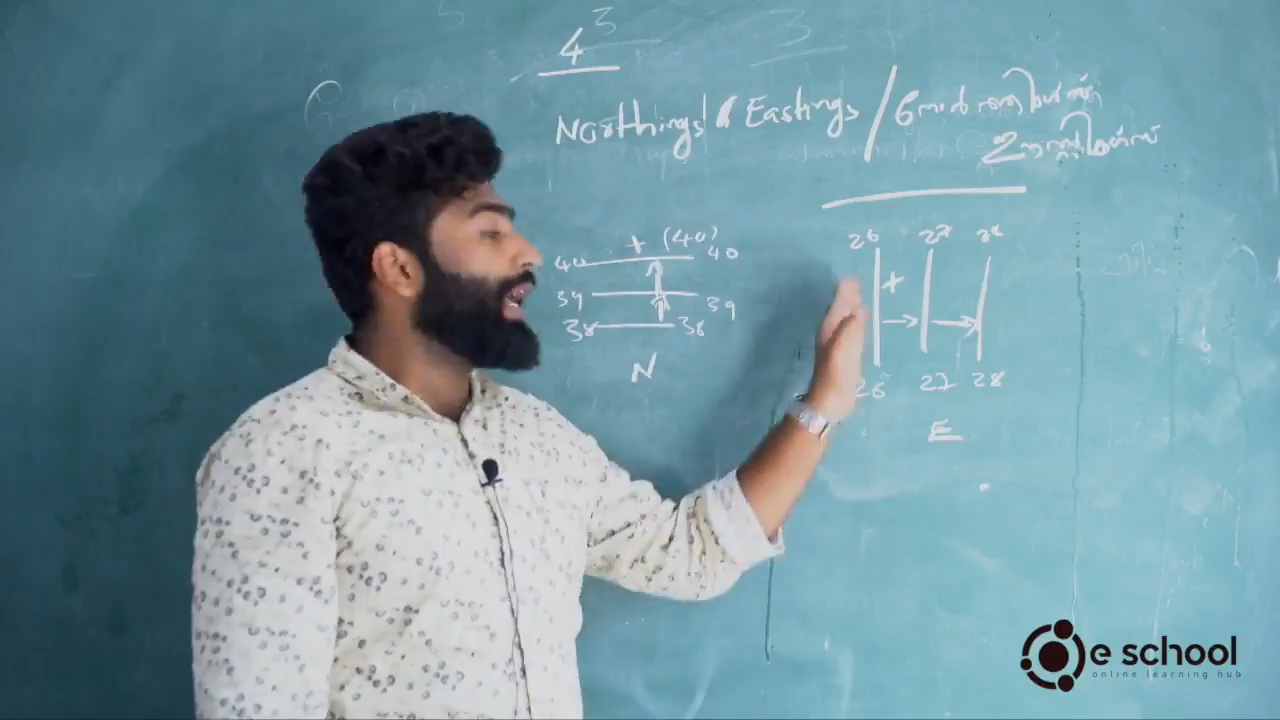 4 3
3
Northings / Eastings / നോർത്തിങ്സ്
ഈസ്റ്റിങ്സ്
+ (40)
40 40
39 39
38 38
N
26 27 28
+
26 27 28
E
e school
online learning hub